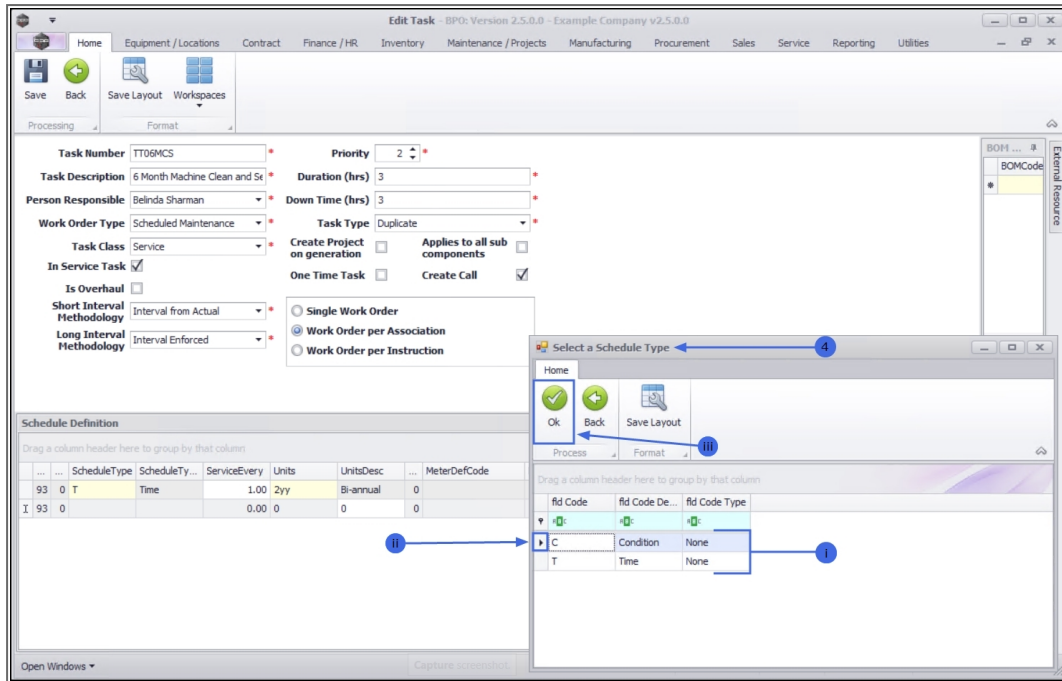 Edit Task - BPO: Version 2.5.0.0 - Example Company v2.5.0.0
Home Equipment / Locations Contract Finance / HR Inventory Maintenance / Projects Manufacturing Procurement Sales Service Reporting Utilities
Save Back Save Layout Workspaces
Processing Format
Task Number TT06MCS * Priority 2 *
Task Description 6 Month Machine Clean and Se * Duration (hrs) 3 *
Person Responsible Belinda Sharman * Down Time (hrs) 3 *
Work Order Type Scheduled Maintenance * Task Type Duplicate *
Task Class Service * Create Project on generation Applies to all sub components
In Service Task One Time Task Create Call
Is Overhaul
Short Interval Methodology Interval from Actual * Single Work Order
Long Interval Methodology Interval Enforced * Work Order per Association
Work Order per Instruction
BOM ...
BOMCode
External Resource
Schedule Definition
Drag a column header here to group by that column
... ... ScheduleType ScheduleTy... ServiceEvery Units UnitsDesc ... MeterDefCode
93 0 T Time 1.00 2yy Bi-annual 0
93 0 0.00 0 0 0
Select a Schedule Type 4
Home
Ok Back Save Layout
iii
Process Format
Drag a column header here to group by that column
fld Code fld Code De... fld Code Type
ii C Condition None i
T Time None
Open Windows
Capture screenshot.